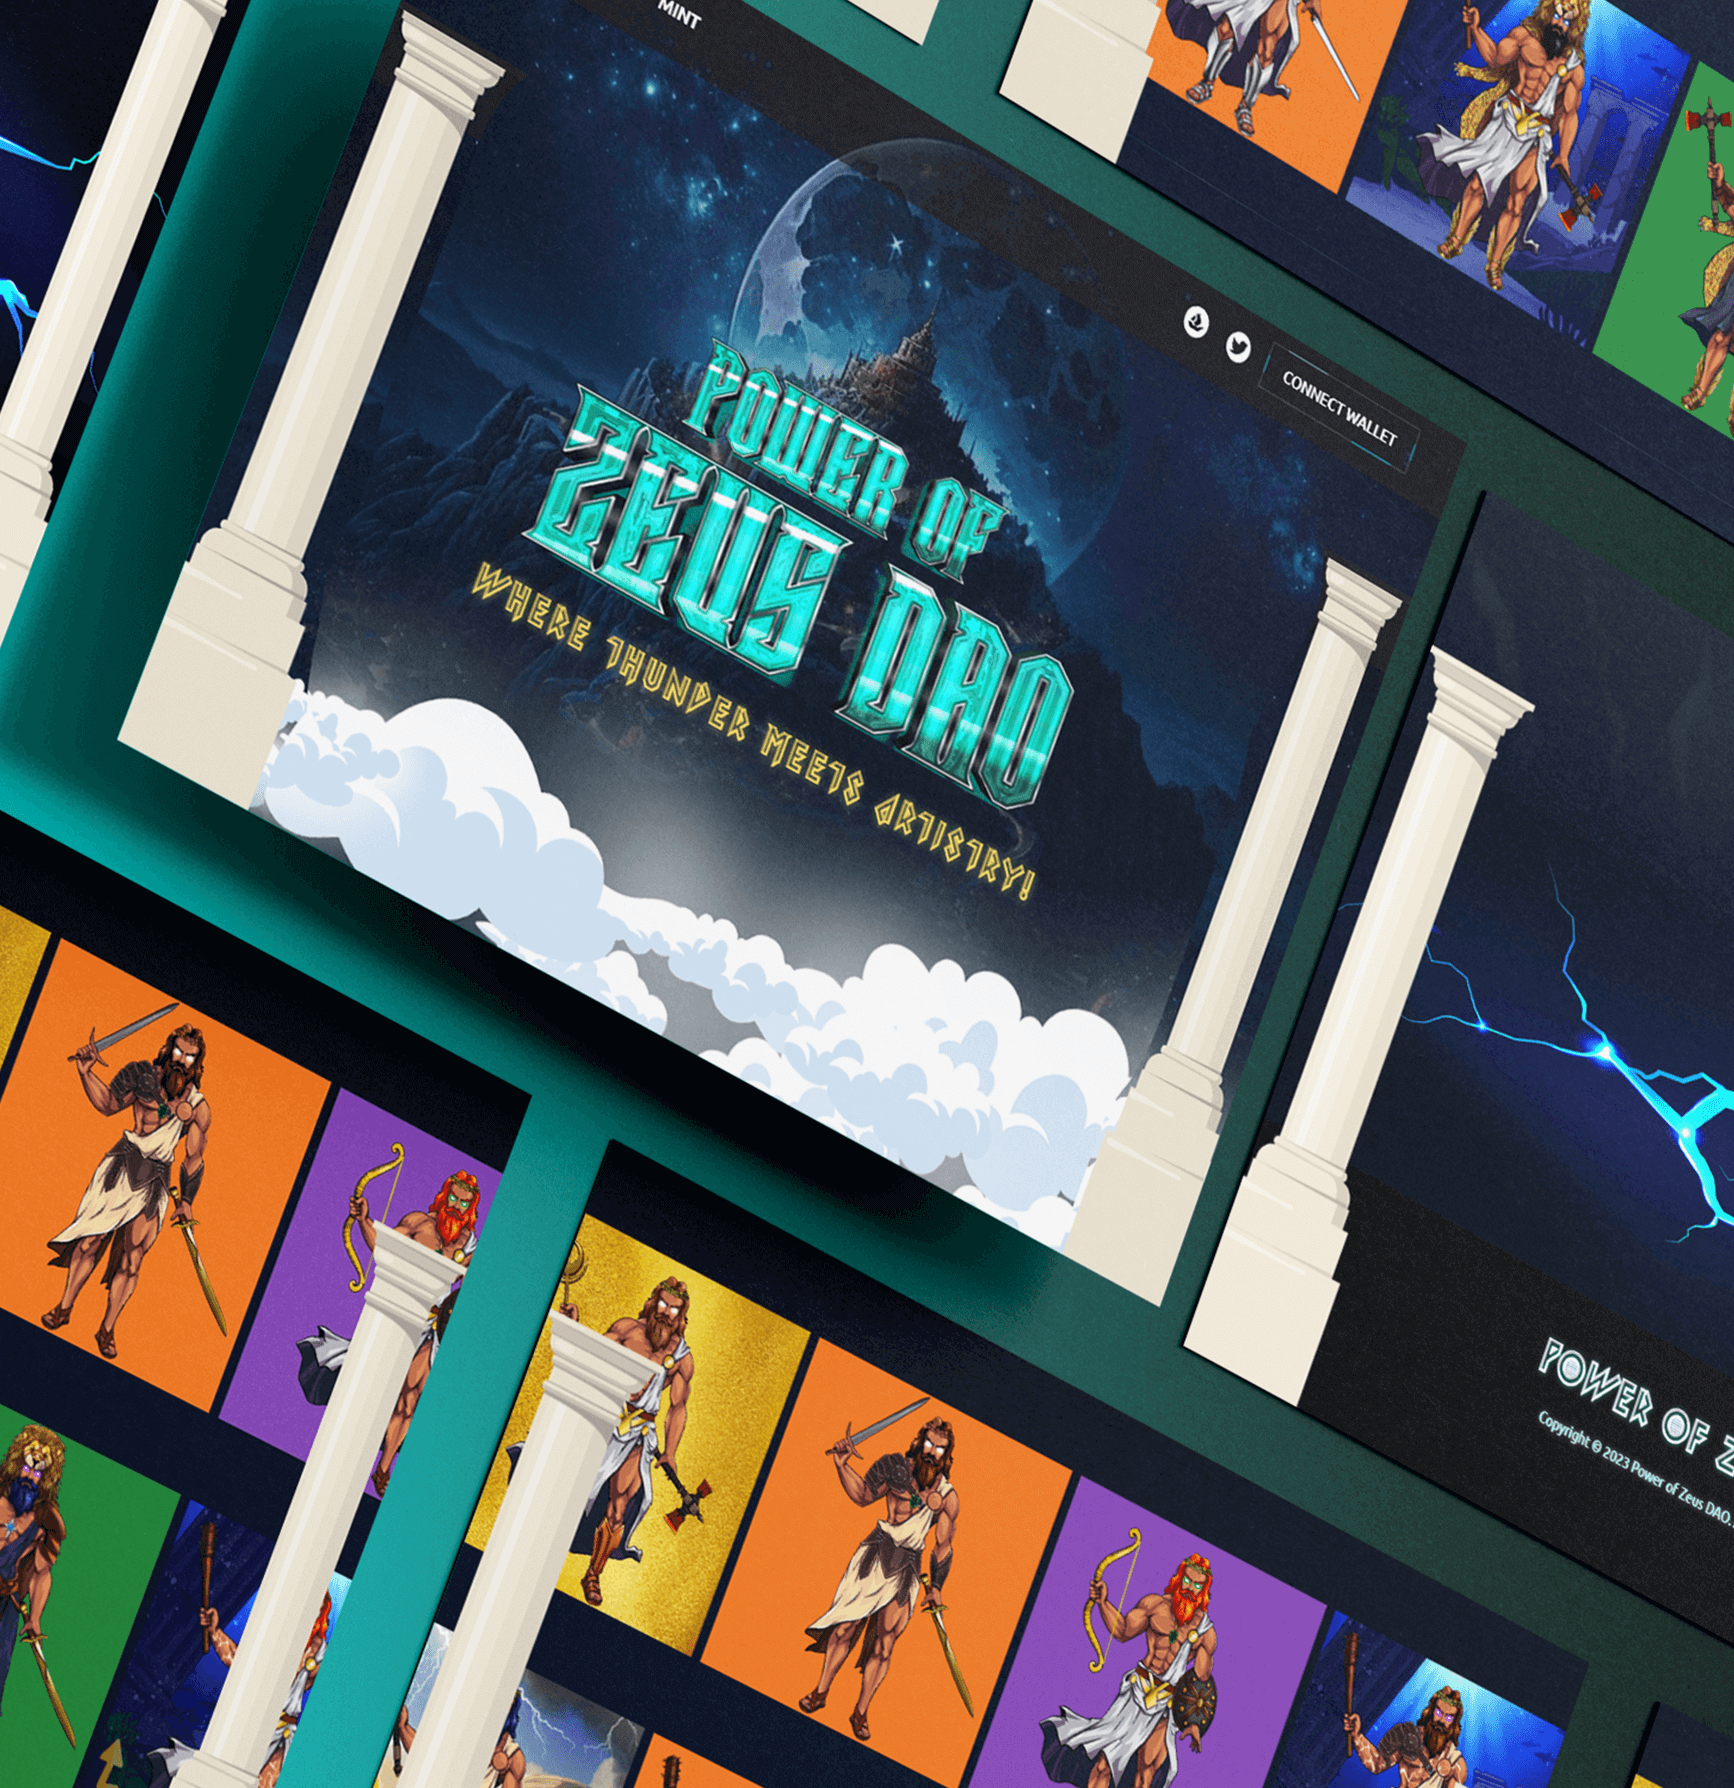 MINT
CONNECT WALLET
POWER OF
ZEUS DAO
WHERE THUNDER MEETS ARTISTRY!
POWER OF Z
Copyright © 2023 Power of Zeus DAO.